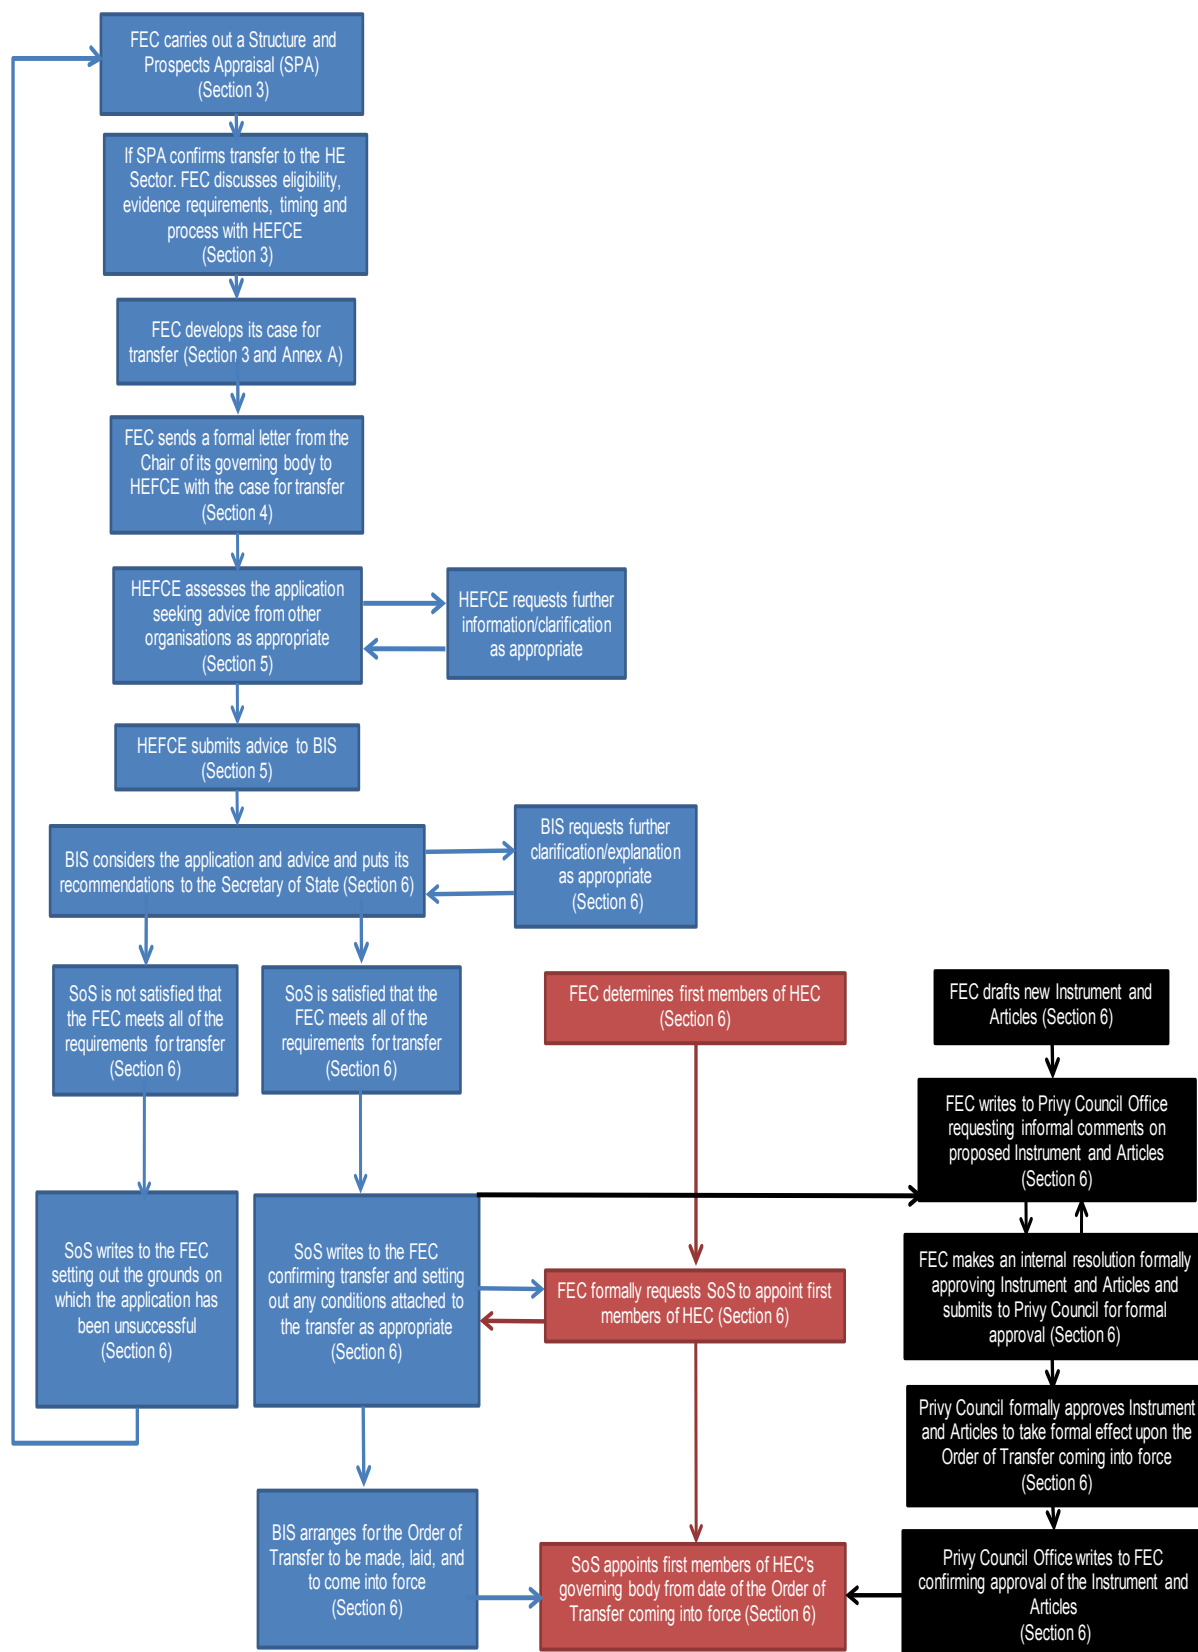 FEC carries out a Structure and
Prospects Appraisal (SPA)
(Section 3)
If SPA confirms transfer to the HE
Sector. FEC discusses eligibility,
evidence requirements, timing and
process with HEFCE
(Section 3)
FEC develops its case for
transfer (Section 3 and Annex A)
FEC sends a formal letter from the
Chair of its governing body to
HEFCE with the case for transfer
(Section 4)
HEFCE assesses the application
seeking advice from other
organisations as appropriate
(Section 5)
HEFCE requests further
information/clarification
as appropriate
HEFCE submits advice to BIS
(Section 5)
BIS considers the application and advice and puts its
recommendations to the Secretary of State (Section 6)
BIS requests further
clarification/explanation
as appropriate
(Section 6)
SoS is not satisfied that
the FEC meets all of the
requirements for transfer
(Section 6)
SoS is satisfied that the
FEC meets all of the
requirements for transfer
(Section 6)
FEC determines first members of HEC
(Section 6)
FEC drafts new Instrument and
Articles (Section 6)
FEC writes to Privy Council Office
requesting informal comments on
proposed Instrument and Articles
(Section 6)
SoS writes to the FEC
setting out the grounds on
which the application has
been unsuccessful
(Section 6)
SoS writes to the FEC
confirming transfer and setting
out any conditions attached to
the transfer as appropriate
(Section 6)
FEC formally requests SoS to appoint first
members of HEC (Section 6)
FEC makes an internal resolution formally
approving Instrument and Articles and
submits to Privy Council for formal
approval (Section 6)
Privy Council formally approves Instrument
and Articles to take formal effect upon the
Order of Transfer coming into force
(Section 6)
BIS arranges for the Order of
Transfer to be made, laid, and
to come into force
(Section 6)
SoS appoints first members of HEC's
governing body from date of the Order of
Transfer coming into force (Section 6)
Privy Council Office writes to FEC
confirming approval of the Instrument and
Articles
(Section 6)